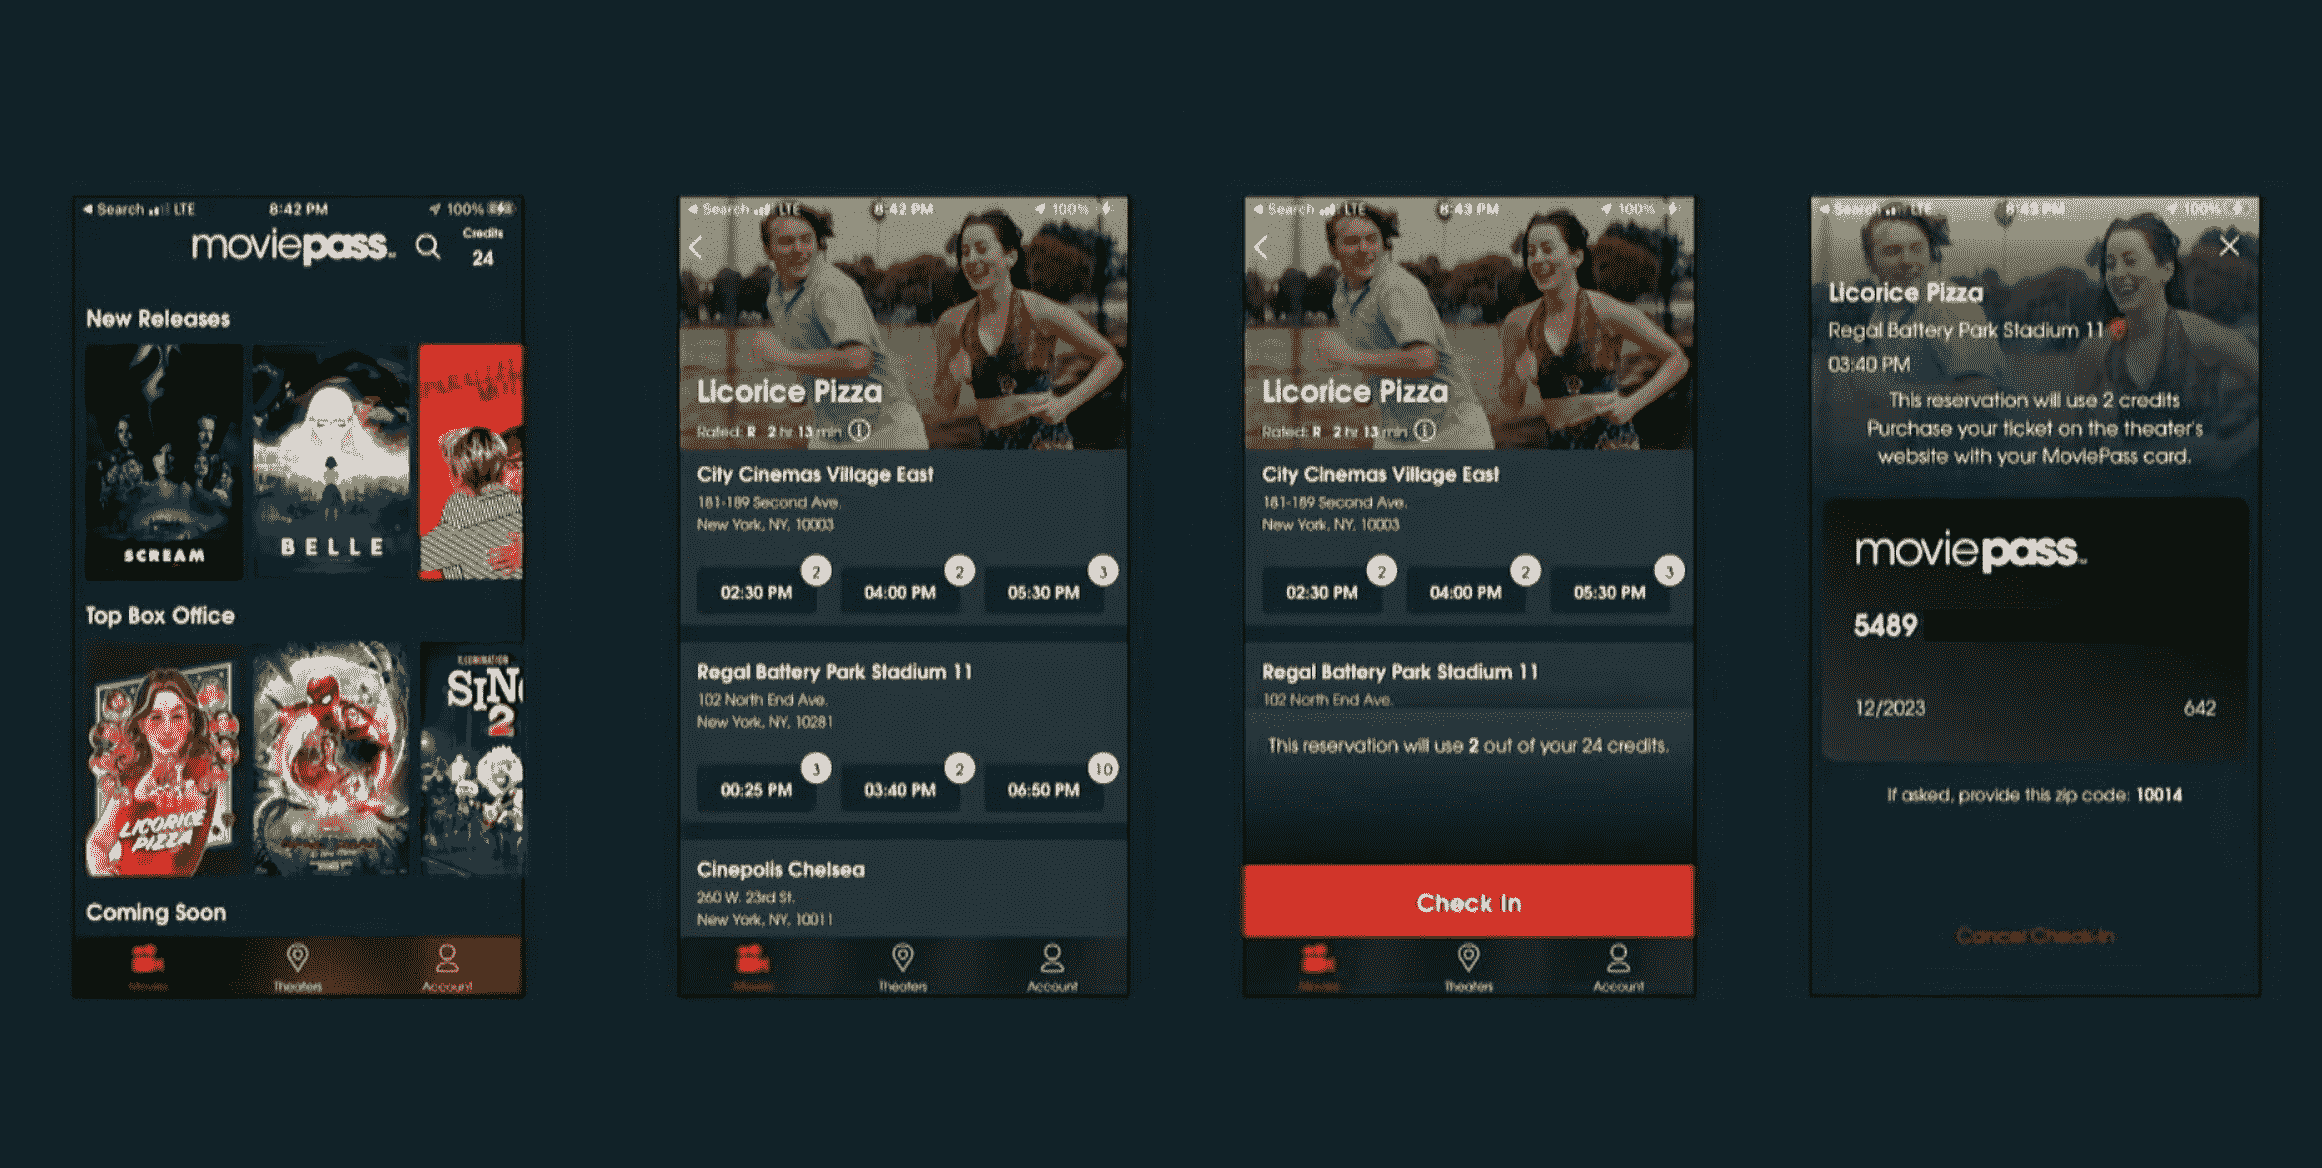 Search LTE 8:42 PM 100%
moviepass™
Credits
24
New Releases
SCREAM
BELLE
Top Box Office
LICORICE
PIZZA
ILLUMINATION
SING
2
Coming Soon
Movies Theaters Account
Search LTE 8:42 PM 100%
Licorice Pizza
Rated: R 2 hr 13 min
City Cinemas Village East
181-189 Second Ave.
New York, NY, 10003
2 2 3
02:30 PM 04:00 PM 05:30 PM
Regal Battery Park Stadium 11
102 North End Ave.
New York, NY, 10281
3 2 10
00:25 PM 03:40 PM 06:50 PM
Cinepolis Chelsea
260 W. 23rd St.
New York, NY, 10011
Movies Theaters Account
Search LTE 8:43 PM 100%
Licorice Pizza
Rated: R 2 hr 13 min
City Cinemas Village East
181-189 Second Ave.
New York, NY, 10003
2 2 3
02:30 PM 04:00 PM 05:30 PM
Regal Battery Park Stadium 11
102 North End Ave.
This reservation will use 2 out of your 24 credits.
Check In
Movies Theaters Account
Search LTE 8:43 PM 100%
Licorice Pizza
Regal Battery Park Stadium 11
03:40 PM
This reservation will use 2 credits
Purchase your ticket on the theater's
website with your MoviePass card.
moviepass™
5489
12/2023 642
If asked, provide this zip code: 10014
Cancel Check-In